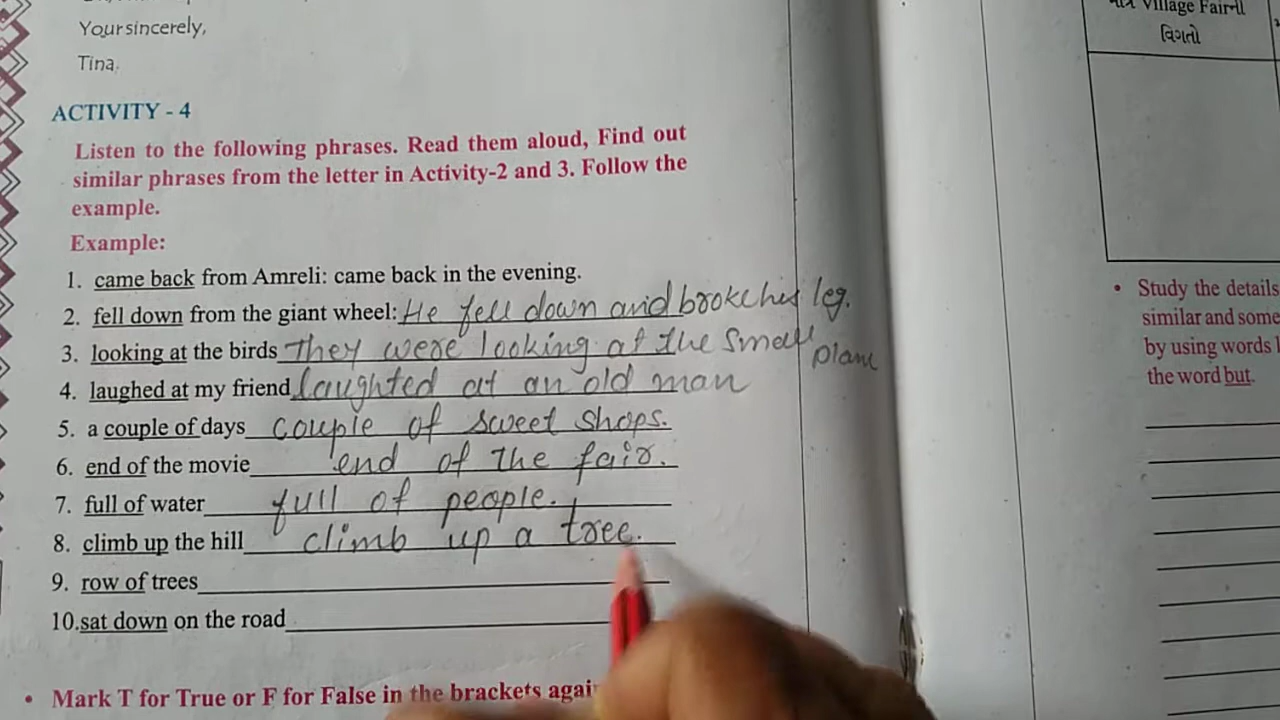 Yoursincerely,
Tina.
ACTIVITY - 4
Listen to the following phrases. Read them aloud, Find out
similar phrases from the letter in Activity-2 and 3. Follow the
example.
Example:
1. came back from Amreli: came back in the evening.
2. fell down from the giant wheel: He fell down and brokehis leg.
3. looking at the birds They were looking at the small plane
4. laughed at my friend laughted at an old man
5. a couple of days couple of sweet shops.
6. end of the movie end of the fair.
7. full of water full of people.
8. climb up the hill climb up a tree.
9. row of trees
10.sat down on the road
• Mark T for True or F for False in the brackets
Village Fairની
વિગતો
• Study the details
similar and some
by using words
the word but.